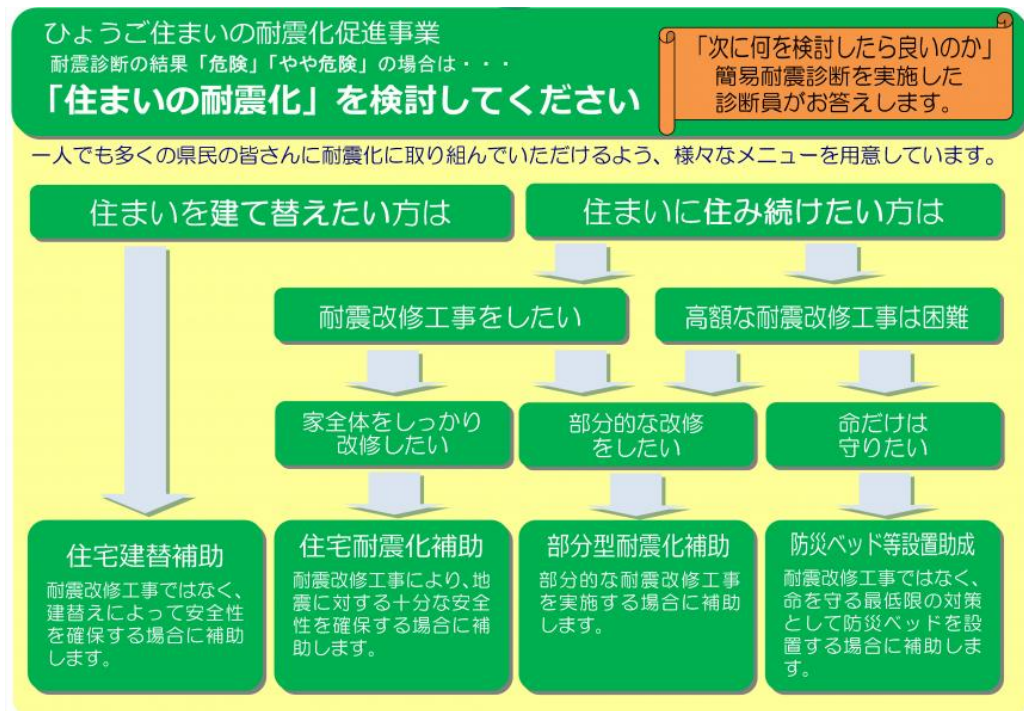 ひょうご住まいの耐震化促進事業
耐震診断の結果「危険」「やや危険」の場合は・・・
「住まいの耐震化」を検討してください
「次に何を検討したら良いのか」
簡易耐震診断を実施した
診断員がお答えします。
一人でも多くの県民の皆さんに耐震化に取り組んでいただけるよう、様々なメニューを用意しています。
住まいを建て替えたい方は
住まいに住み続けたい方は
耐震改修工事をしたい
高額な耐震改修工事は困難
家全体をしっかり
改修したい
部分的な改修
をしたい
命だけは
守りたい
住宅建替補助
耐震改修工事ではなく、
建替えによって安全性
を確保する場合に補助
します。
住宅耐震化補助
耐震改修工事により、地
震に対する十分な安全
性を確保する場合に補
助します。
部分型耐震化補助
部分的な耐震改修工事
を実施する場合に補助
します。
防災ベッド等設置助成
耐震改修工事ではなく、
命を守る最低限の対策
として防災ベッドを設
置する場合に補助しま
す。